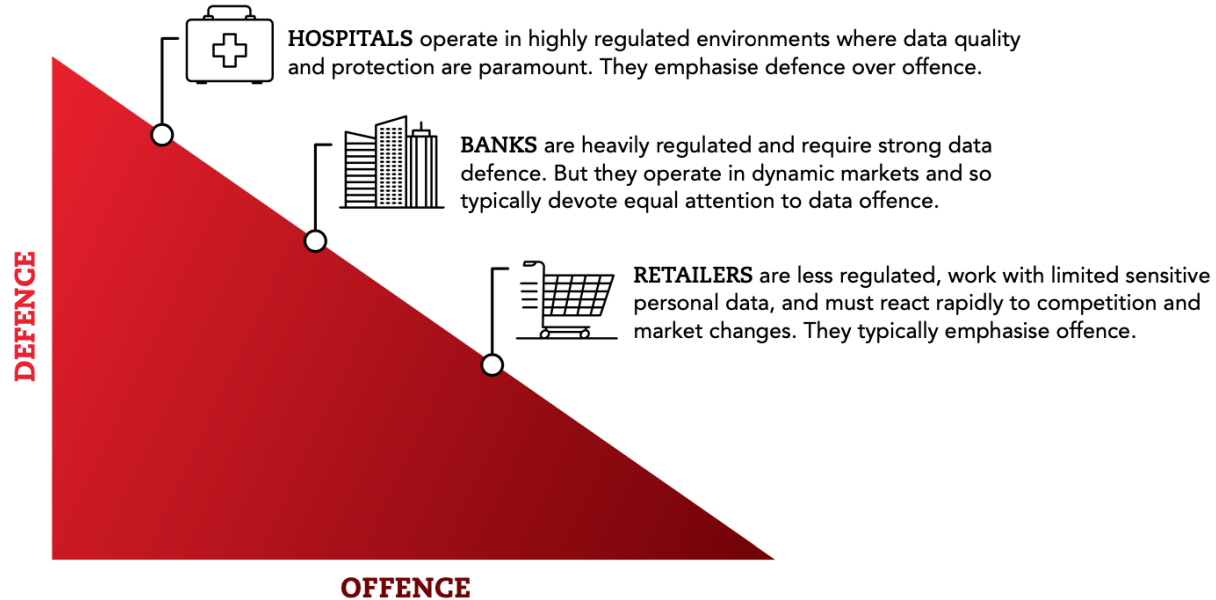 HOSPITALS operate in highly regulated environments where data quality
and protection are paramount. They emphasise defence over offence.
BANKS are heavily regulated and require strong data
defence. But they operate in dynamic markets and so
typically devote equal attention to data offence.
RETAILERS are less regulated, work with limited sensitive
personal data, and must react rapidly to competition and
market changes. They typically emphasise offence.
DEFENCE
OFFENCE